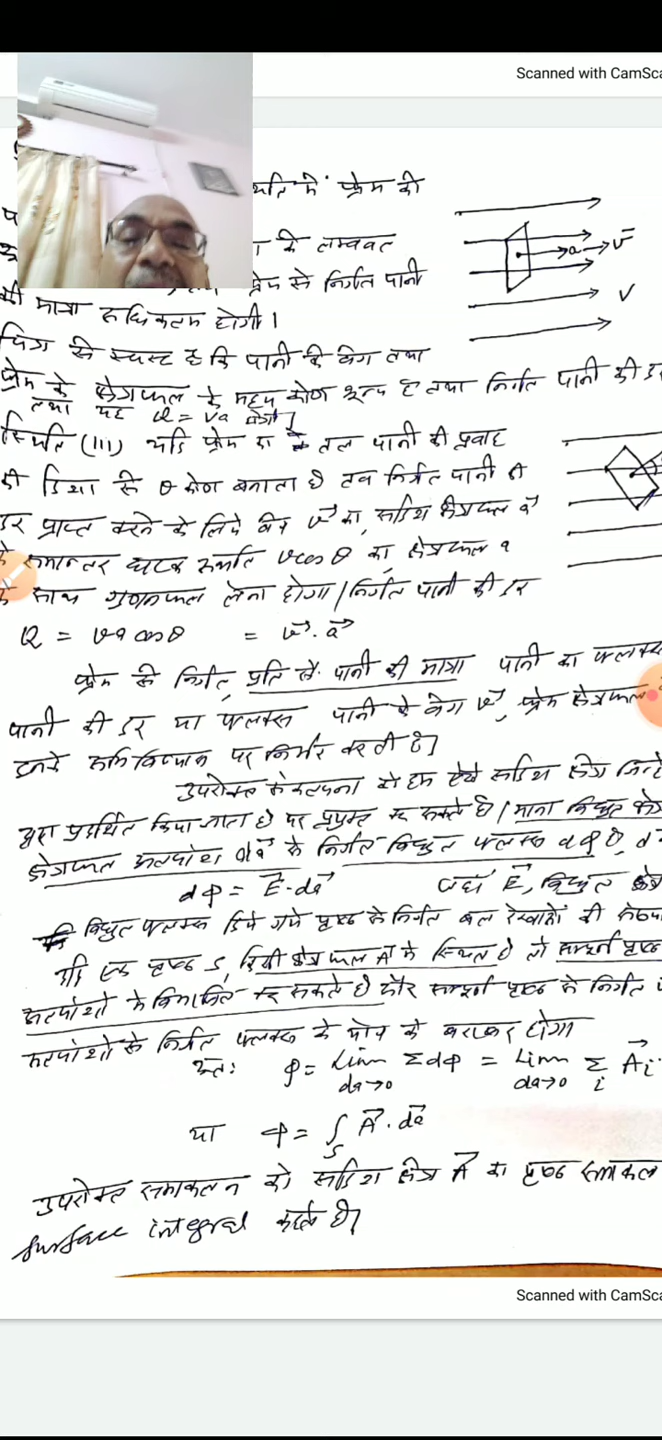 Scanned with CamSca
स्थिति में फ्रेम को
के लम्बवत
a v⃗
फ्रेम से निर्गत पानी
की मात्रा अधिकतम होगी।
V
चित्र से स्पष्ट है कि पानी के वेग तथा
फ्रेम के क्षेत्रफल के मध्य कोण शून्य है तथा निर्गत पानी की दर
तथा यह Q = va होगी।
स्थिति (III) यदि फ्रेम का तल पानी की प्रवाह
की दिशा से θ कोण बनाता है तब निर्गत पानी की
दर प्राप्त करने के लिये वेग v⃗ का, सदिश क्षेत्रफल a⃗
के समान्तर घटक अर्थात v cos θ का क्षेत्रफल a
के साथ गुणनफल लेना होगा। निर्गत पानी की दर
Q = va cos θ = v⃗.a⃗
फ्रेम से निर्गत प्रति से. पानी की मात्रा पानी का फ्लक्स
पानी की दर या फ्लक्स पानी के वेग v⃗, फ्रेम क्षेत्रफल
इनके अभिविन्यास पर निर्भर करती है।
उपरोक्त संकल्पना को हम ऐसे सदिश क्षेत्र जिन्हें
द्वारा प्रदर्शित किया जाता है पर प्रयुक्त कर सकते है। माना विद्युत क्षेत्र
क्षेत्रफल अल्पांश da⃗ से निर्गत विद्युत फ्लक्स dφ
dφ = E⃗.da⃗ जहाँ E⃗, विद्युत क्षेत्र
विद्युत फ्लक्स दिये गये पृष्ठ से निर्गत बल रेखाओं की संख्या
यदि एक पृष्ठ S, किसी क्षेत्र A⃗ में स्थित है तो सम्पूर्ण पृष्ठ
अल्पांशों में विभाजित कर सकते है और सम्पूर्ण पृष्ठ से निर्गत
अल्पांशों से निर्गत फ्लक्स के योग के बराबर होगा
अतः φ = Lim da→0 Σdφ = Lim da→0 Σ i A⃗i.
या φ = ∫S A⃗.da⃗
उपरोक्त समाकलन को सदिश क्षेत्र A⃗ का पृष्ठ समाकल
surface integral कहते है।
Scanned with CamSca